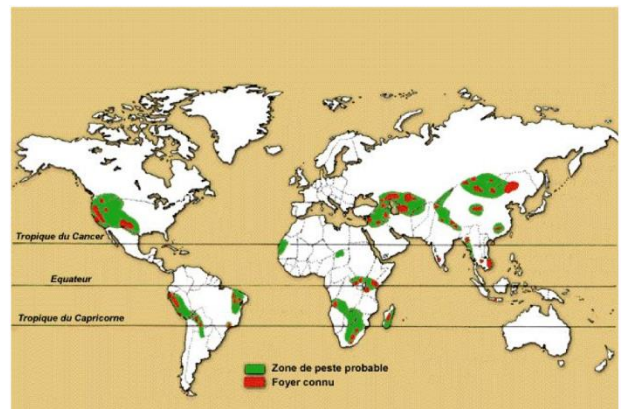 Tropique du Cancer
Equateur
Tropique du Capricorne
Zone de peste probable
Foyer connu